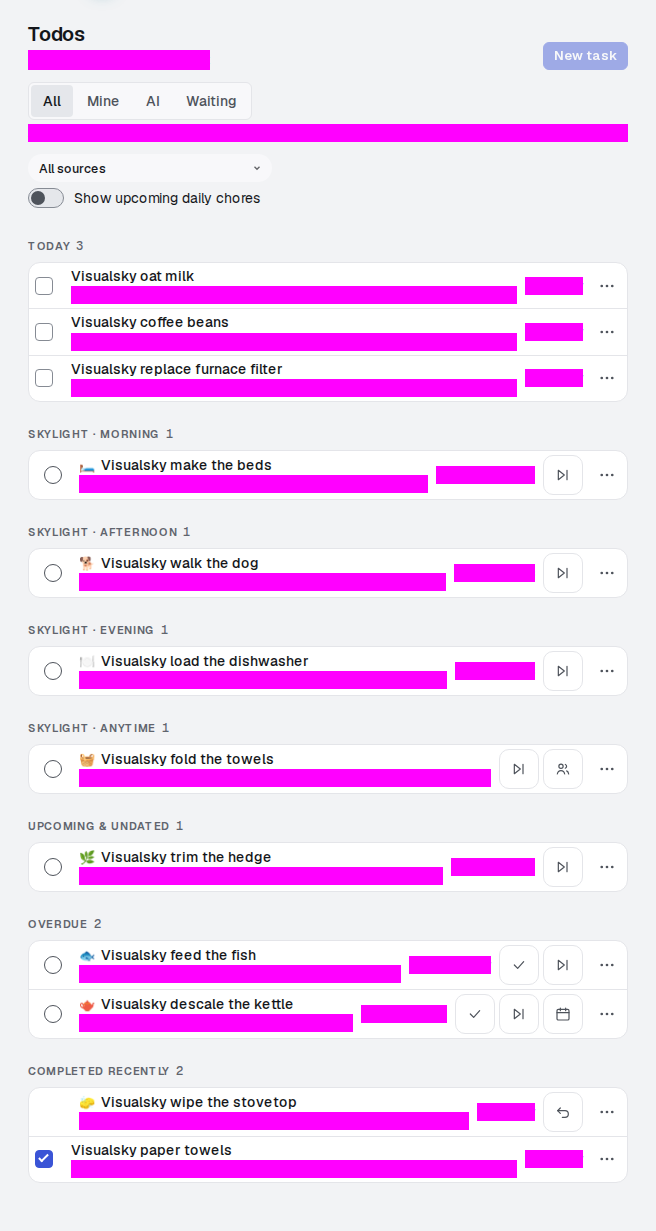 Todos
New task
All Mine AI Waiting
All sources
Show upcoming daily chores
TODAY 3
Visualsky oat milk
Visualsky coffee beans
Visualsky replace furnace filter
SKYLIGHT · MORNING 1
Visualsky make the beds
SKYLIGHT · AFTERNOON 1
Visualsky walk the dog
SKYLIGHT · EVENING 1
Visualsky load the dishwasher
SKYLIGHT · ANYTIME 1
Visualsky fold the towels
UPCOMING & UNDATED 1
Visualsky trim the hedge
OVERDUE 2
Visualsky feed the fish
Visualsky descale the kettle
COMPLETED RECENTLY 2
Visualsky wipe the stovetop
Visualsky paper towels